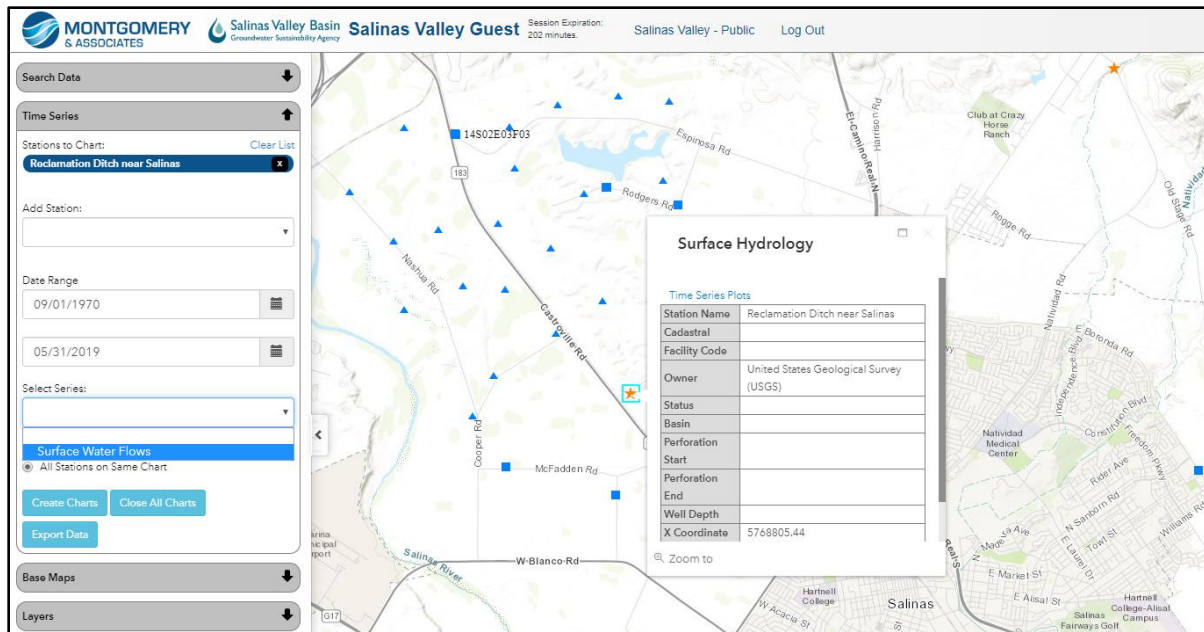 MONTGOMERY
& ASSOCIATES
Salinas Valley Basin
Groundwater Sustainability Agency
Salinas Valley Guest
Session Expiration:
202 minutes.
Salinas Valley - Public
Log Out
Search Data
Time Series
Stations to Chart:
Clear List
Reclamation Ditch near Salinas
x
Add Station:
Date Range
09/01/1970
05/31/2019
Select Series:
Surface Water Flows
All Stations on Same Chart
Create Charts
Close All Charts
Export Data
Base Maps
Layers
14S02E03F03
183
Espinosa Rd
Rodgers Rd
Nashua Rd
Castroville Rd
Cooper Rd
McFadden Rd
W Blanco Rd
Salinas River
G17
El Camino Real N
Harrison Rd
Club at Crazy
Horse
Ranch
Rogge Rd
Old Stage Rd
Natividad
Natividad Rd
E Boronda Rd
Independence Blvd
Constitution Blvd
Freedom Pkwy
Natividad
Medical
Center
Rider Ave
N Sanborn Rd
Towt St
Williams Rd
N Madeira Ave
E Laurel Dr
E Market St
E Alisal St
Real S
Hartnell
College
Salinas
W Acacia St
Hartnell
College-Alisal
Campus
Salinas
Fairways Golf
Surface Hydrology
Time Series Plots
Station Name Reclamation Ditch near Salinas
Cadastral
Facility Code
Owner United States Geological Survey
(USGS)
Status
Basin
Perforation
Start
Perforation
End
Well Depth
X Coordinate 5768805.44
Zoom to